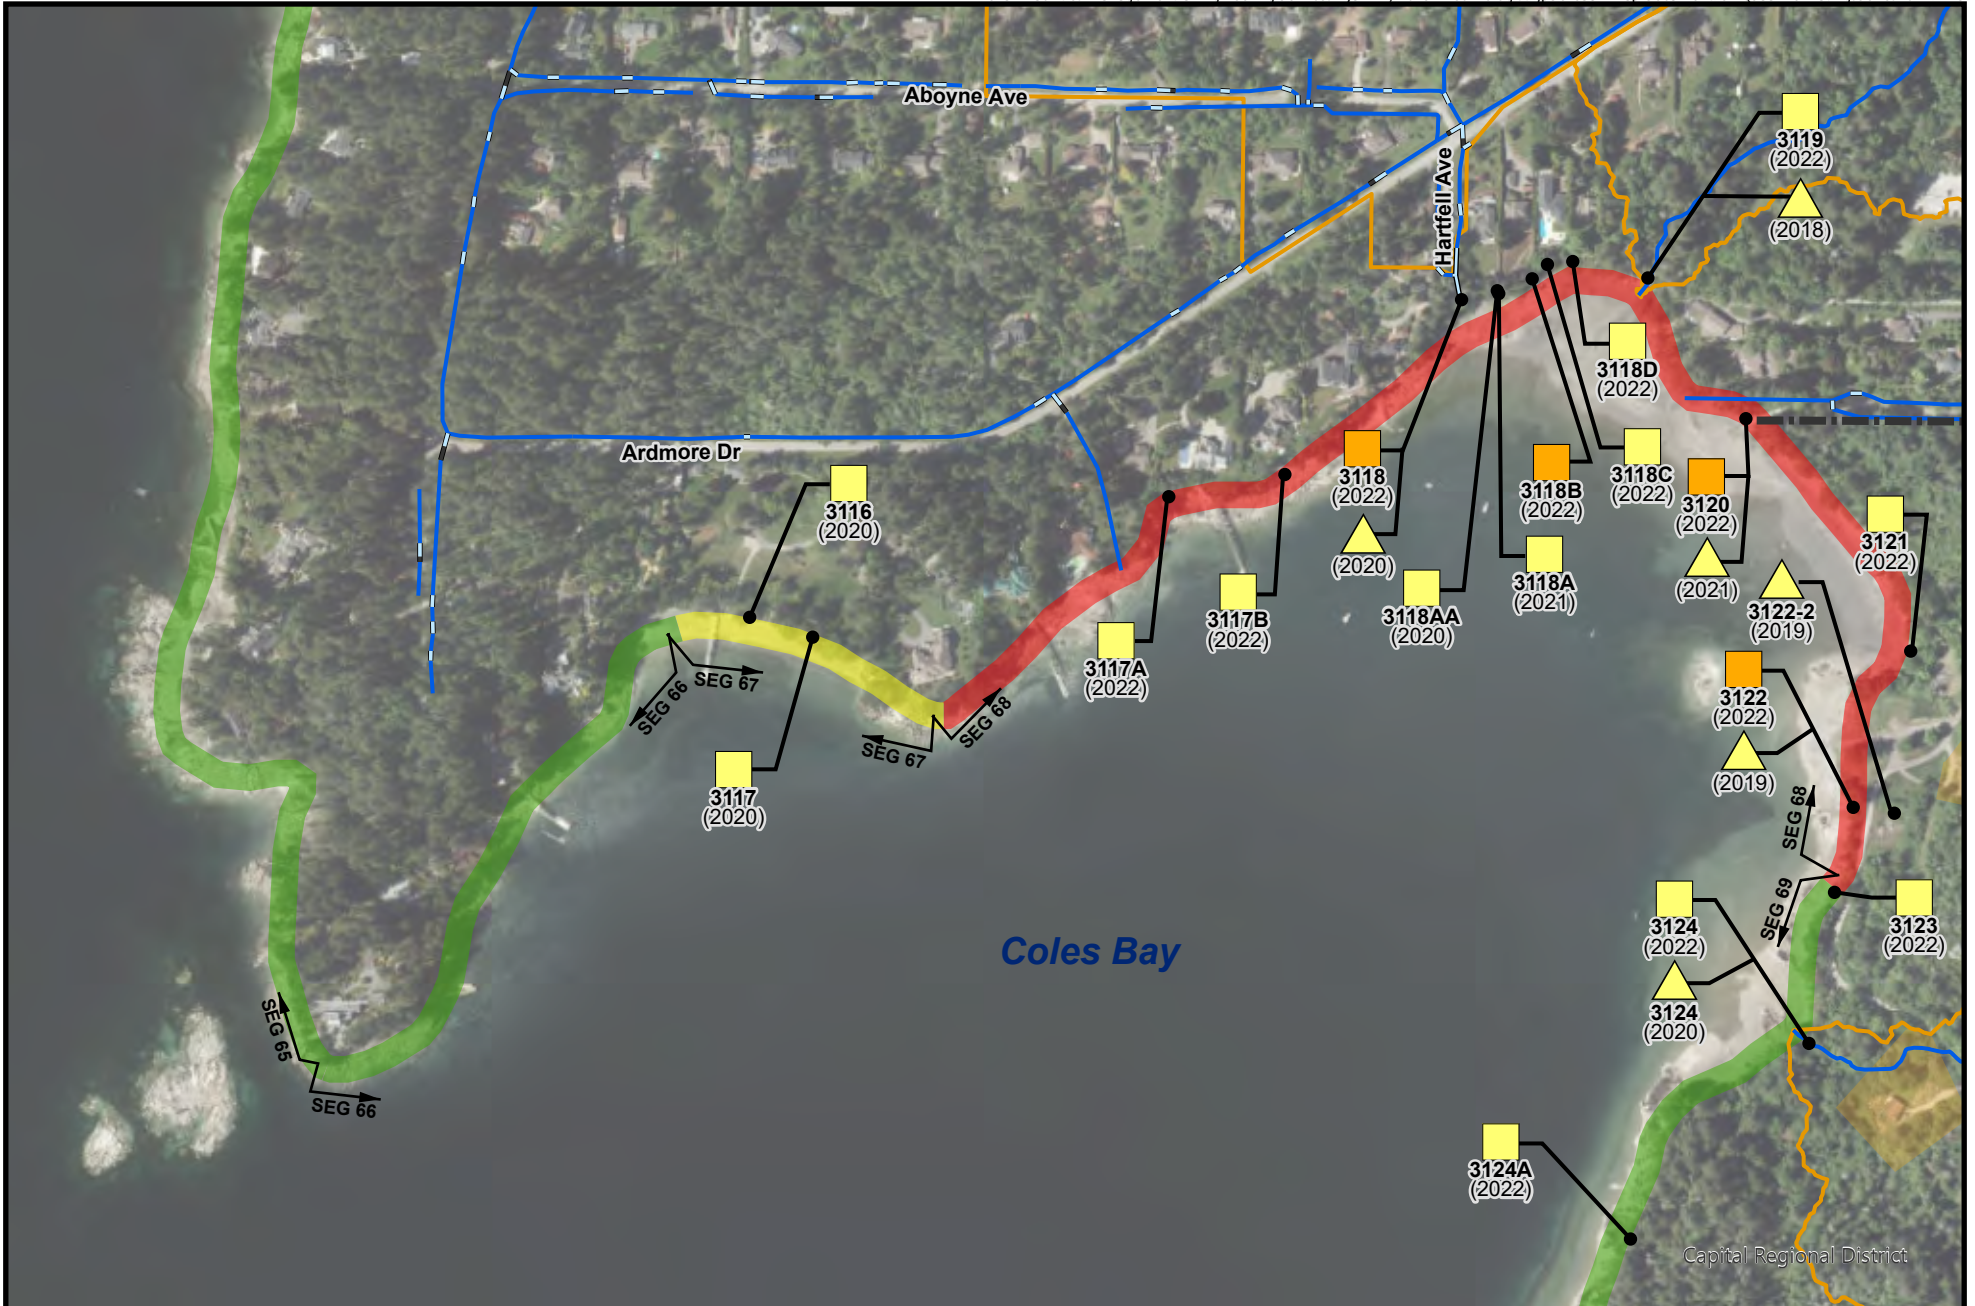 Aboyne Ave
Hartfell Ave
3119
(2022)
(2018)
3118D
(2022)
Ardmore Dr
3116
(2020)
3118
(2022)
(2020)
3118B
(2022)
3118C
(2022)
3120
(2022)
(2021)
3121
(2022)
3117B
(2022)
3118AA
(2020)
3118A
(2021)
3122-2
(2019)
3117A
(2022)
3122
(2022)
(2019)
SEG 67
SEG 66
SEG 68
SEG 67
3117
(2020)
SEG 68
SEG 69
3124
(2022)
3123
(2022)
Coles Bay
3124
(2020)
SEG 65
SEG 66
3124A
(2022)
Capital Regional District